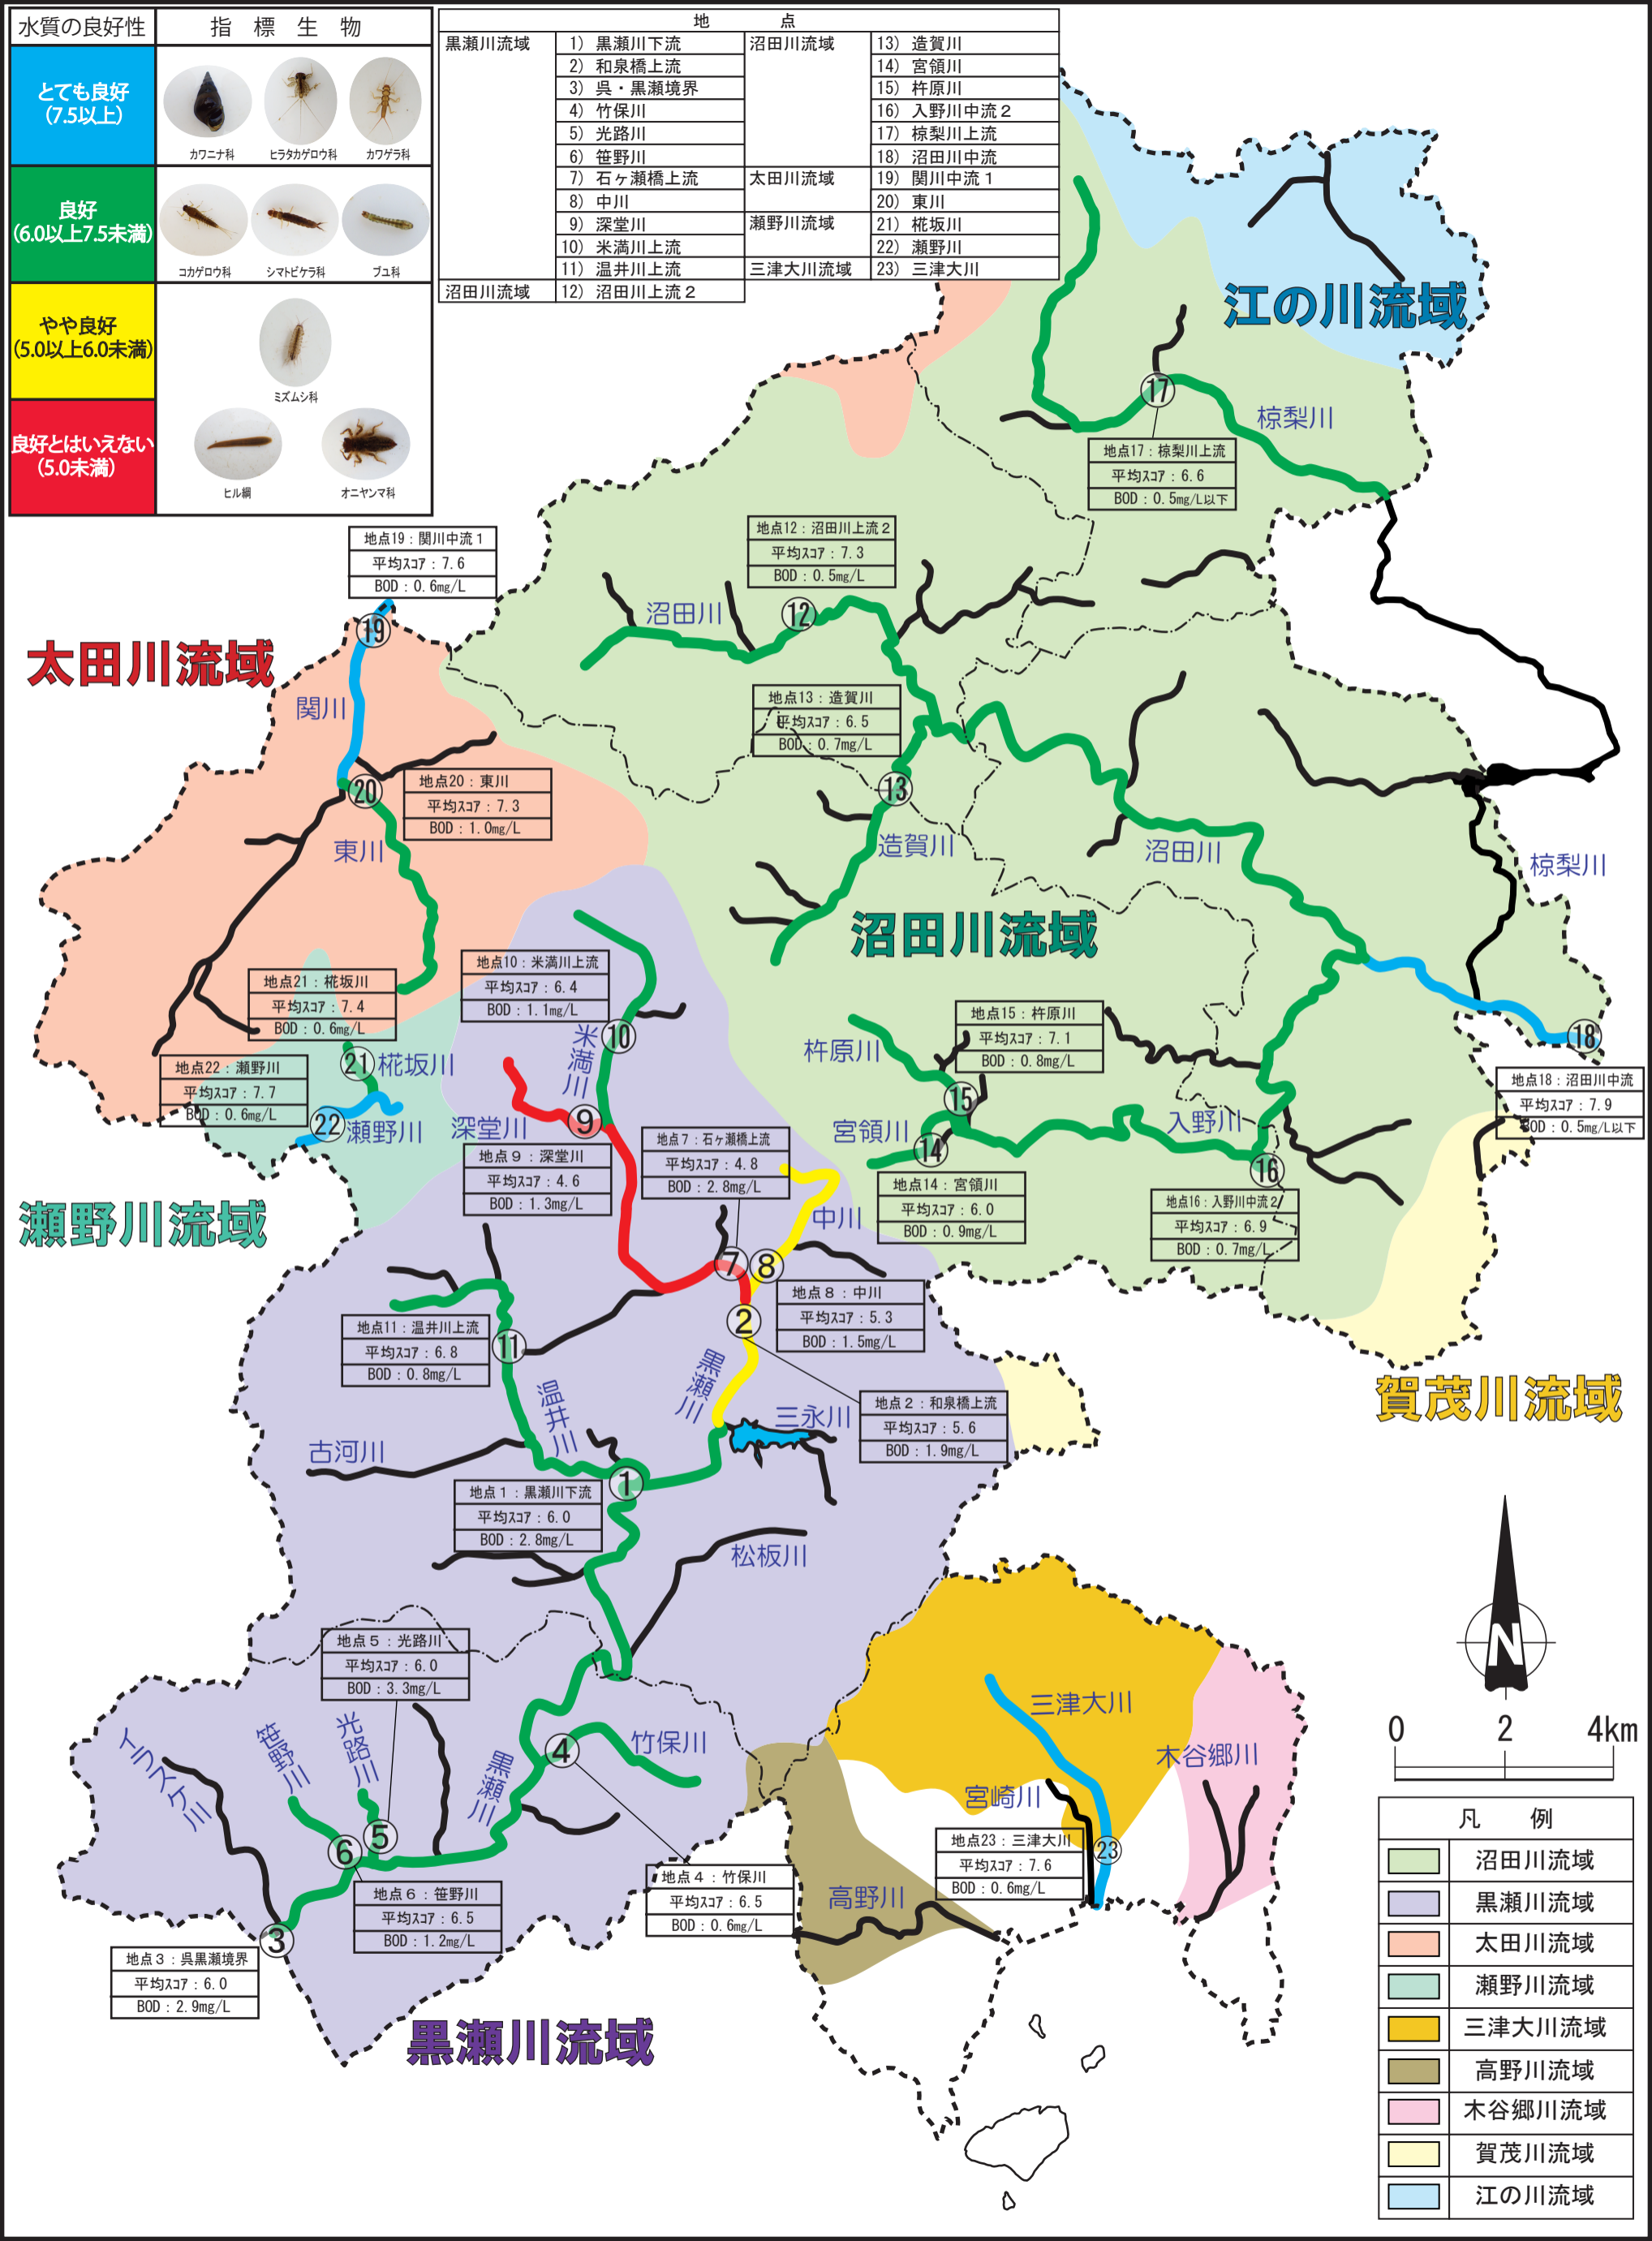 水質の良好性
指 標 生 物
とても良好
(7.5以上)
カワニナ科
ヒラタカゲロウ科
カワゲラ科
良好
(6.0以上7.5未満)
コカゲロウ科
シマトビケラ科
ブユ科
やや良好
(5.0以上6.0未満)
ミズムシ科
良好とはいえない
(5.0未満)
ヒル綱
オニヤンマ科
地 点
黒瀬川流域
1) 黒瀬川下流
2) 和泉橋上流
3) 呉・黒瀬境界
4) 竹保川
5) 光路川
6) 笹野川
7) 石ヶ瀬橋上流
8) 中川
9) 深堂川
10) 米満川上流
11) 温井川上流
沼田川流域
12) 沼田川上流2
沼田川流域
13) 造賀川
14) 宮領川
15) 杵原川
16) 入野川中流2
17) 椋梨川上流
18) 沼田川中流
太田川流域
19) 関川中流1
20) 東川
瀬野川流域
21) 椛坂川
22) 瀬野川
三津大川流域
23) 三津大川
江の川流域
17
椋梨川
地点17:椋梨川上流
平均ｽｺｱ:6.6
BOD:0.5mg/L以下
地点12:沼田川上流2
平均ｽｺｱ:7.3
BOD:0.5mg/L
地点19:関川中流1
平均ｽｺｱ:7.6
BOD:0.6mg/L
沼田川
12
19
太田川流域
関川
地点13:造賀川
平均ｽｺｱ:6.5
BOD:0.7mg/L
地点20:東川
平均ｽｺｱ:7.3
BOD:1.0mg/L
20
13
東川
造賀川
沼田川
椋梨川
沼田川流域
地点10:米満川上流
平均ｽｺｱ:6.4
BOD:1.1mg/L
地点21:椛坂川
平均ｽｺｱ:7.4
BOD:0.6mg/L
地点15:杵原川
平均ｽｺｱ:7.1
BOD:0.8mg/L
10
米満川
杵原川
18
21
椛坂川
地点22:瀬野川
平均ｽｺｱ:7.7
BOD:0.6mg/L
地点18:沼田川中流
平均ｽｺｱ:7.9
BOD:0.5mg/L以下
15
22
瀬野川
深堂川
9
宮領川
入野川
14
16
地点7:石ヶ瀬橋上流
平均ｽｺｱ:4.8
BOD:2.8mg/L
地点9:深堂川
平均ｽｺｱ:4.6
BOD:1.3mg/L
地点14:宮領川
平均ｽｺｱ:6.0
BOD:0.9mg/L
地点16:入野川中流2
平均ｽｺｱ:6.9
BOD:0.7mg/L
瀬野川流域
中川
7
8
地点8:中川
平均ｽｺｱ:5.3
BOD:1.5mg/L
2
地点11:温井川上流
平均ｽｺｱ:6.8
BOD:0.8mg/L
11
黒瀬川
温井川
賀茂川流域
地点2:和泉橋上流
平均ｽｺｱ:5.6
BOD:1.9mg/L
三永川
古河川
1
地点1:黒瀬川下流
平均ｽｺｱ:6.0
BOD:2.8mg/L
松板川
地点5:光路川
平均ｽｺｱ:6.0
BOD:3.3mg/L
N
三津大川
イラスケ川
笹野川
光路川
黒瀬川
4
竹保川
木谷郷川
0 2 4km
宮崎川
5
6
23
地点23:三津大川
平均ｽｺｱ:7.6
BOD:0.6mg/L
地点4:竹保川
平均ｽｺｱ:6.5
BOD:0.6mg/L
高野川
地点6:笹野川
平均ｽｺｱ:6.5
BOD:1.2mg/L
3
地点3:呉黒瀬境界
平均ｽｺｱ:6.0
BOD:2.9mg/L
黒瀬川流域
凡 例
沼田川流域
黒瀬川流域
太田川流域
瀬野川流域
三津大川流域
高野川流域
木谷郷川流域
賀茂川流域
江の川流域